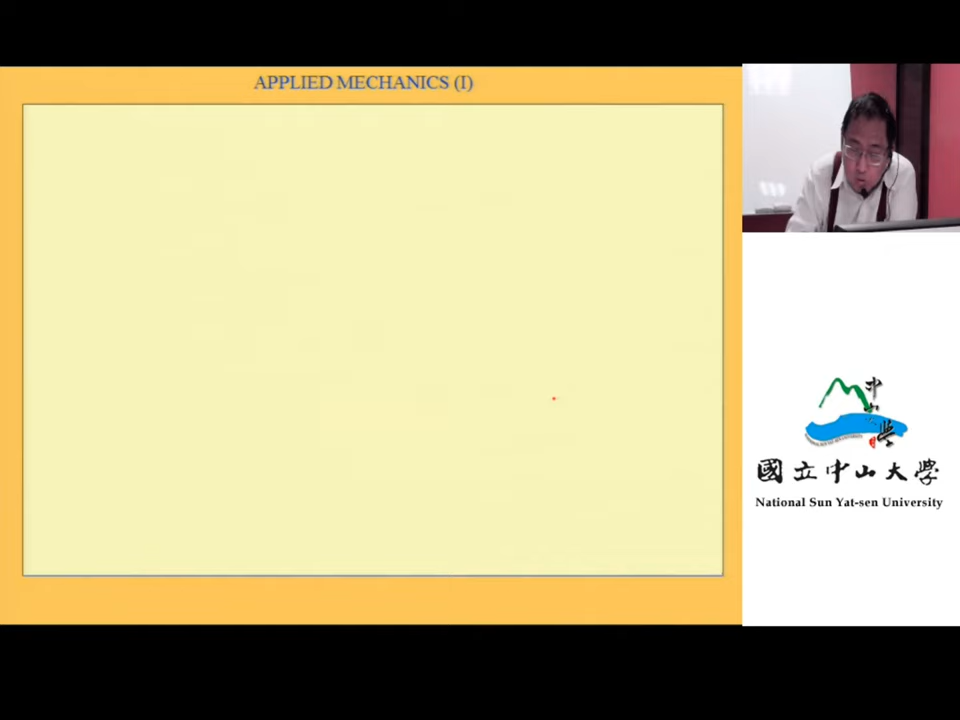 APPLIED MECHANICS (I)
國立中山大學
National Sun Yat-sen University